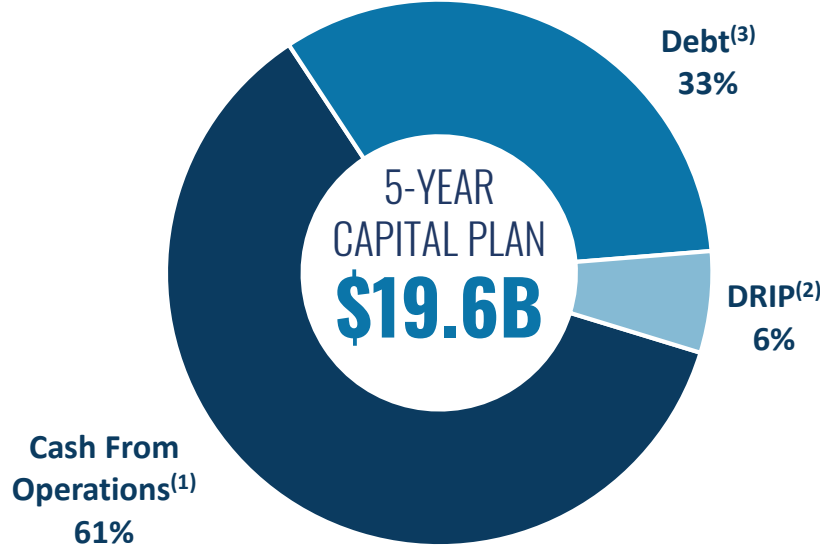 Debt(3)
33%
5-YEAR
CAPITAL PLAN
$19.6B
DRIP(2)
6%
Cash From
Operations(1)
61%